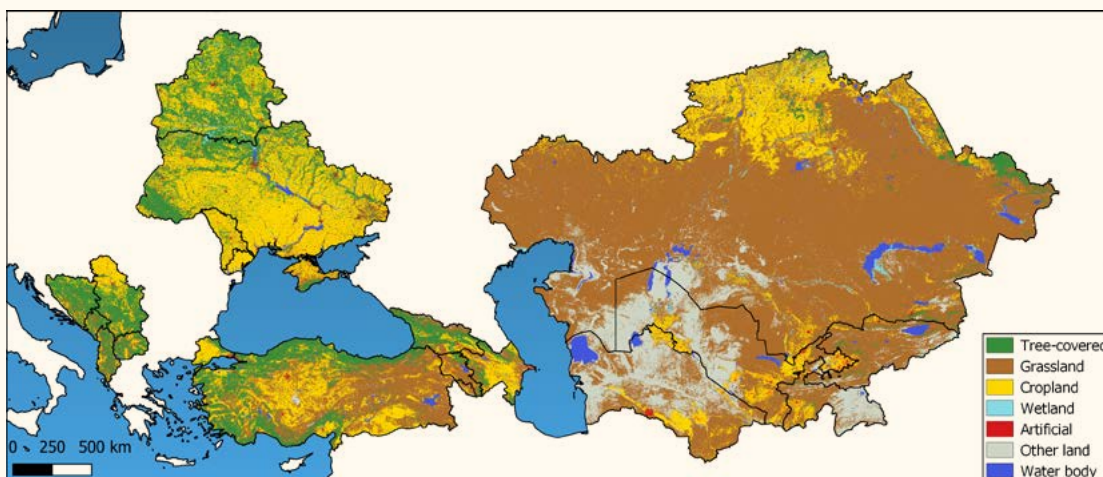 Tree-covered
Grassland
Cropland
Wetland
Artificial
Other land
Water body
0 250 500 km